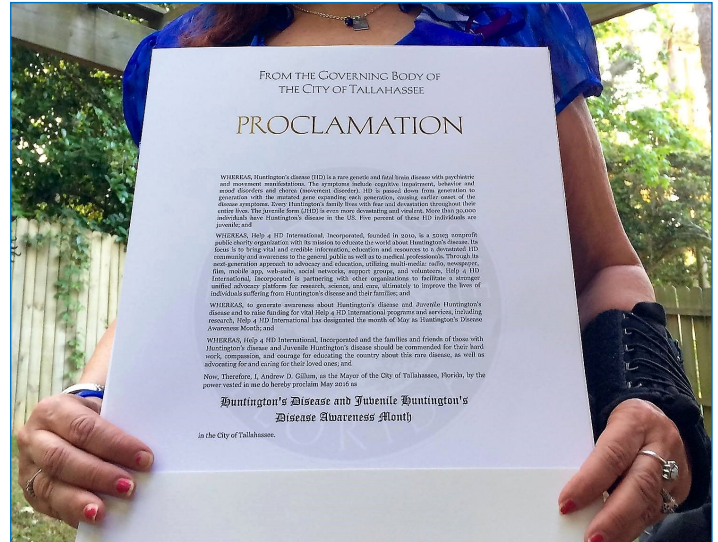 FROM THE GOVERNING BODY OF
THE CITY OF TALLAHASSEE
PROCLAMATION
WHEREAS, Huntington's disease (HD) is a rare genetic and fatal brain disease with psychiatric
and movement manifestations. The symptoms include cognitive impairment, behavior and
mood disorders and chorea (movement disorder). HD is passed down from generation to
generation with the mutated gene expanding each generation, causing earlier onset of the
disease symptoms. Every Huntington's family lives with fear and devastation throughout their
entire lives. The juvenile form (JHD) is even more devastating and virulent. More than 30,000
individuals have Huntington's disease in the US. Five percent of these HD individuals are
juvenile; and
WHEREAS, Help 4 HD International, Incorporated, founded in 2010, is a 501c3 nonprofit
public charity organization with its mission to educate the world about Huntington's disease. Its
focus is to bring vital and credible information, education and resources to a devastated HD
community and awareness to the general public as well as to medical professionals. Through its
next-generation approach to advocacy and education, utilizing multi-media: radio, newspaper,
film, mobile app, web-suite, social networks, support groups, and volunteers, Help 4 HD
International, Incorporated is partnering with other organizations to facilitate a stronger
unified advocacy platform for research, science, and care, ultimately to improve the lives of
individuals suffering from Huntington's disease and their families; and
WHEREAS, to generate awareness about Huntington's disease and Juvenile Huntington's
disease and to raise funding for vital Help 4 HD International programs and services, including
research, Help 4 HD International has designated the month of May as Huntington's Disease
Awareness Month; and
WHEREAS, Help 4 HD International, Incorporated and the families and friends of those with
Huntington's disease and Juvenile Huntington's disease should be commended for their hard
work, compassion, and courage for educating the country about this rare disease, as well as
advocating for and caring for their loved ones; and
Now, Therefore, I, Andrew D. Gillum, as the Mayor of the City of Tallahassee, Florida, by the
power vested in me do hereby proclaim May 2016 as
Huntington's Disease and Juvenile Huntington's
Disease Awareness Month
in the City of Tallahassee.